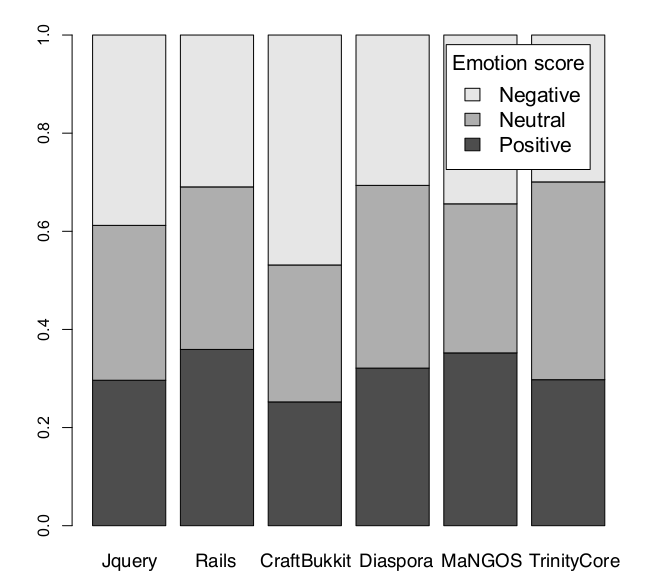 1.0
0.8
0.6
0.4
0.2
0.0
Emotion score
Negative
Neutral
Positive
Jquery Rails CraftBukkit Diaspora MaNGOS TrinityCore